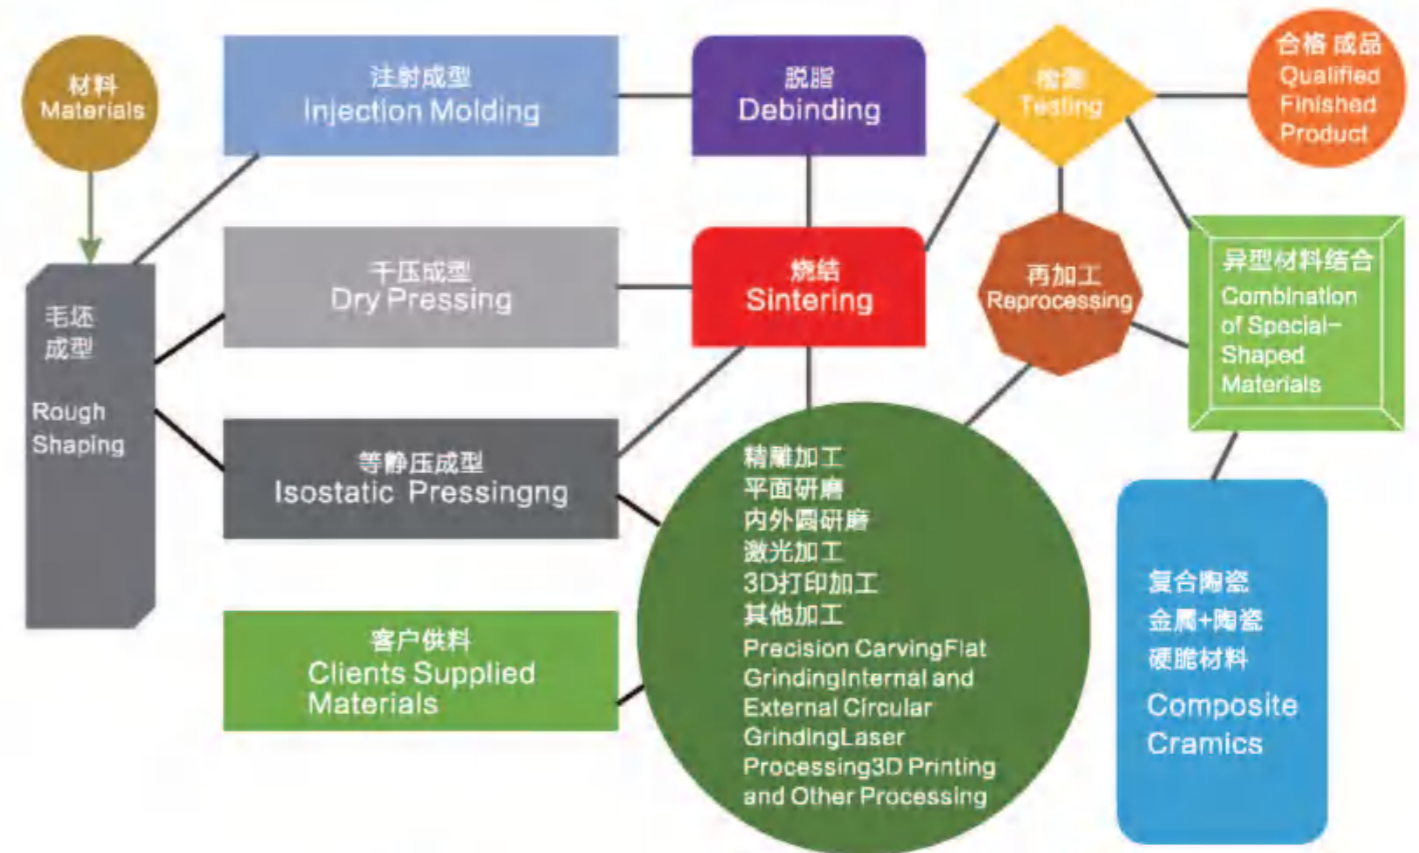 材料
Materials
毛坯
成型
Rough
Shaping
注射成型
Injection Molding
干压成型
Dry Pressing
等静压成型
Isostatic Pressingng
客户供料
Clients Supplied
Materials
脱脂
Debinding
烧结
Sintering
精雕加工
平面研磨
内外圆研磨
激光加工
3D打印加工
其他加工
Precision CarvingFlat
GrindingInternal and
External Circular
GrindingLaser
Processing3D Printing
and Other Processing
检测
Testing
再加工
Reprocessing
合格 成品
Qualified
Finished
Product
异型材料结合
Combination
of Special-
Shaped
Materials
复合陶瓷
金属+陶瓷
硬脆材料
Composite
Cramics